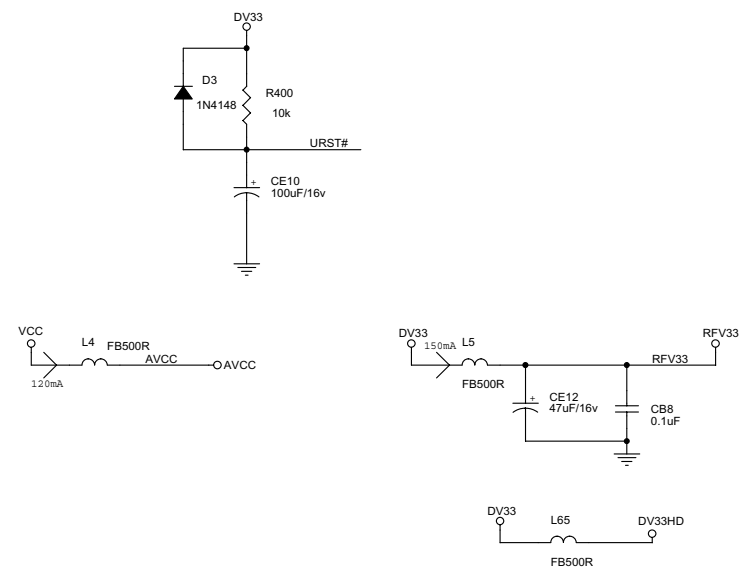 DV33
D3
1N4148
R400
10k
URST#
+
CE10
100uF/16v
VCC
120mA
L4
FB500R
AVCC
AVCC
DV33
150mA
L5
FB500R
RFV33
RFV33
+
CE12
47uF/16v
CB8
0.1uF
DV33
L65
FB500R
DV33HD